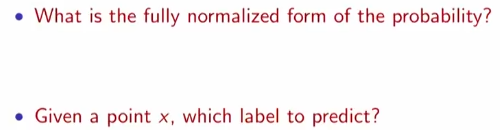 • What is the fully normalized form of the probability?
• Given a point x, which label to predict?